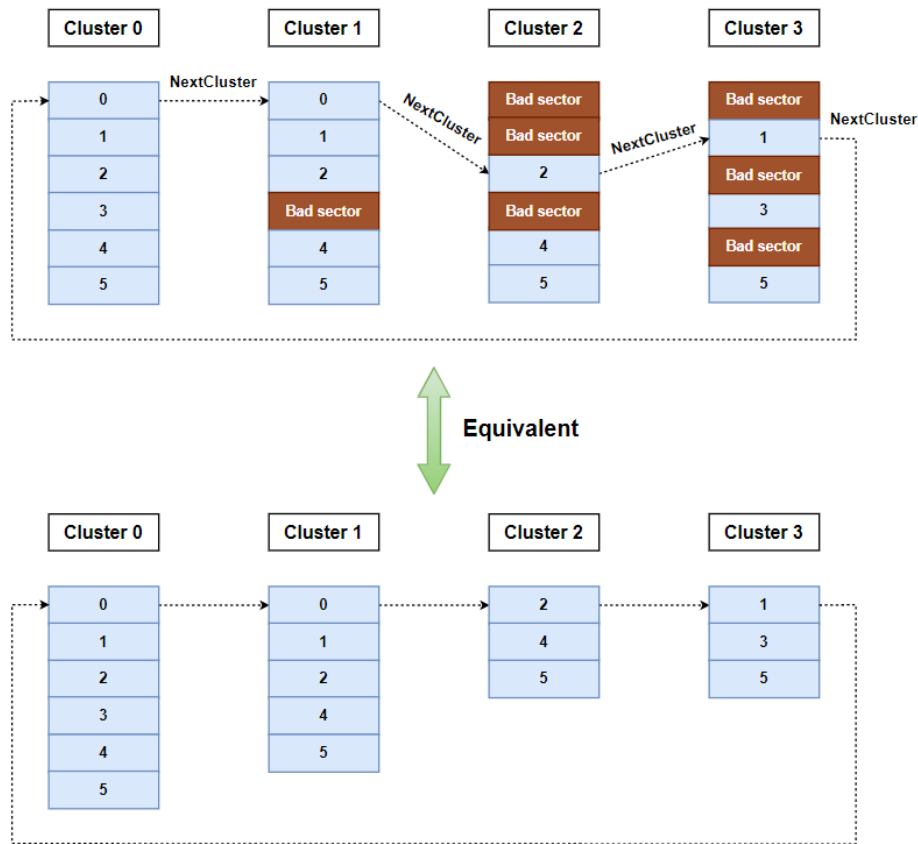 Cluster 0 Cluster 1 Cluster 2 Cluster 3
0 NextCluster 0 NextCluster Bad sector Bad sector NextCluster
1 1 Bad sector NextCluster 1
2 2 2 Bad sector
3 Bad sector Bad sector 3
4 4 4 Bad sector
5 5 5 5
Equivalent
Cluster 0 Cluster 1 Cluster 2 Cluster 3
0 0 2 1
1 1 4 3
2 2 5 5
3 4
4 5
5